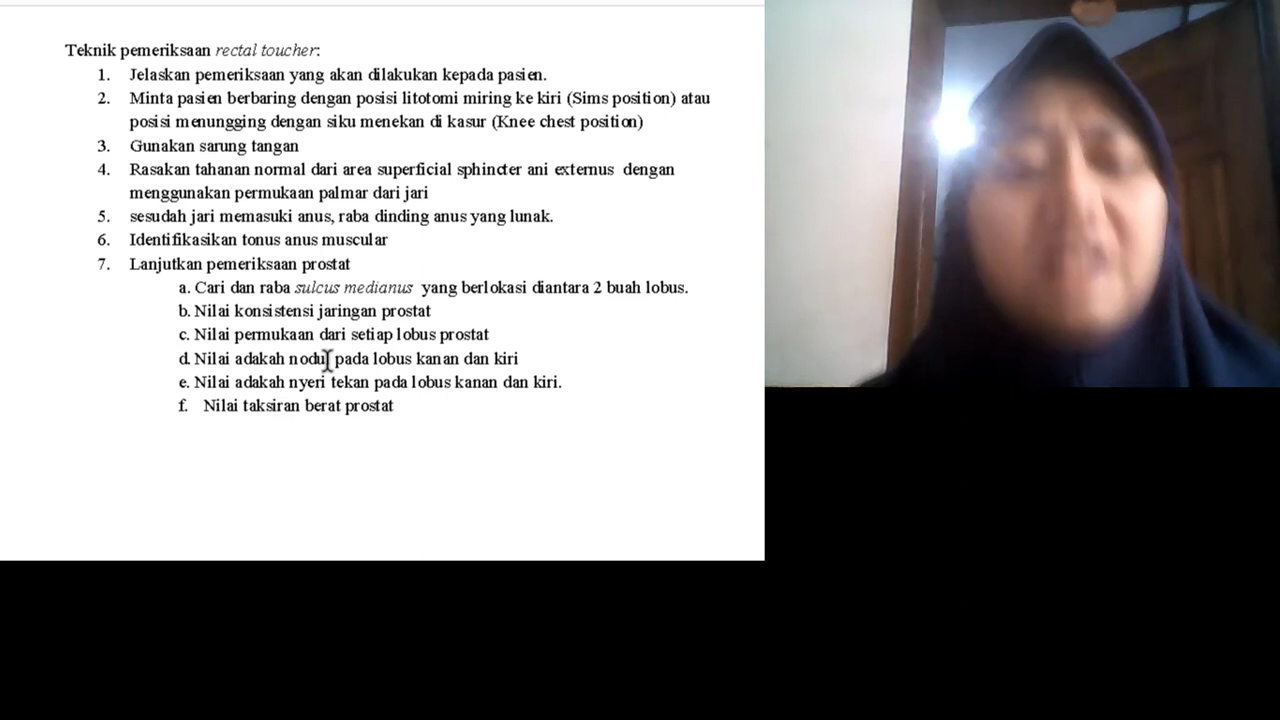 Teknik pemeriksaan rectal toucher:
1. Jelaskan pemeriksaan yang akan dilakukan kepada pasien.
2. Minta pasien berbaring dengan posisi litotomi miring ke kiri (Sims position) atau
posisi menungging dengan siku menekan di kasur (Knee chest position)
3. Gunakan sarung tangan
4. Rasakan tahanan normal dari area superficial sphincter ani externus dengan
menggunakan permukaan palmar dari jari
5. sesudah jari memasuki anus, raba dinding anus yang lunak.
6. Identifikasikan tonus anus muscular
7. Lanjutkan pemeriksaan prostat
a. Cari dan raba sulcus medianus yang berlokasi diantara 2 buah lobus.
b. Nilai konsistensi jaringan prostat
c. Nilai permukaan dari setiap lobus prostat
d. Nilai adakah nodul pada lobus kanan dan kiri
e. Nilai adakah nyeri tekan pada lobus kanan dan kiri.
f. Nilai taksiran berat prostat